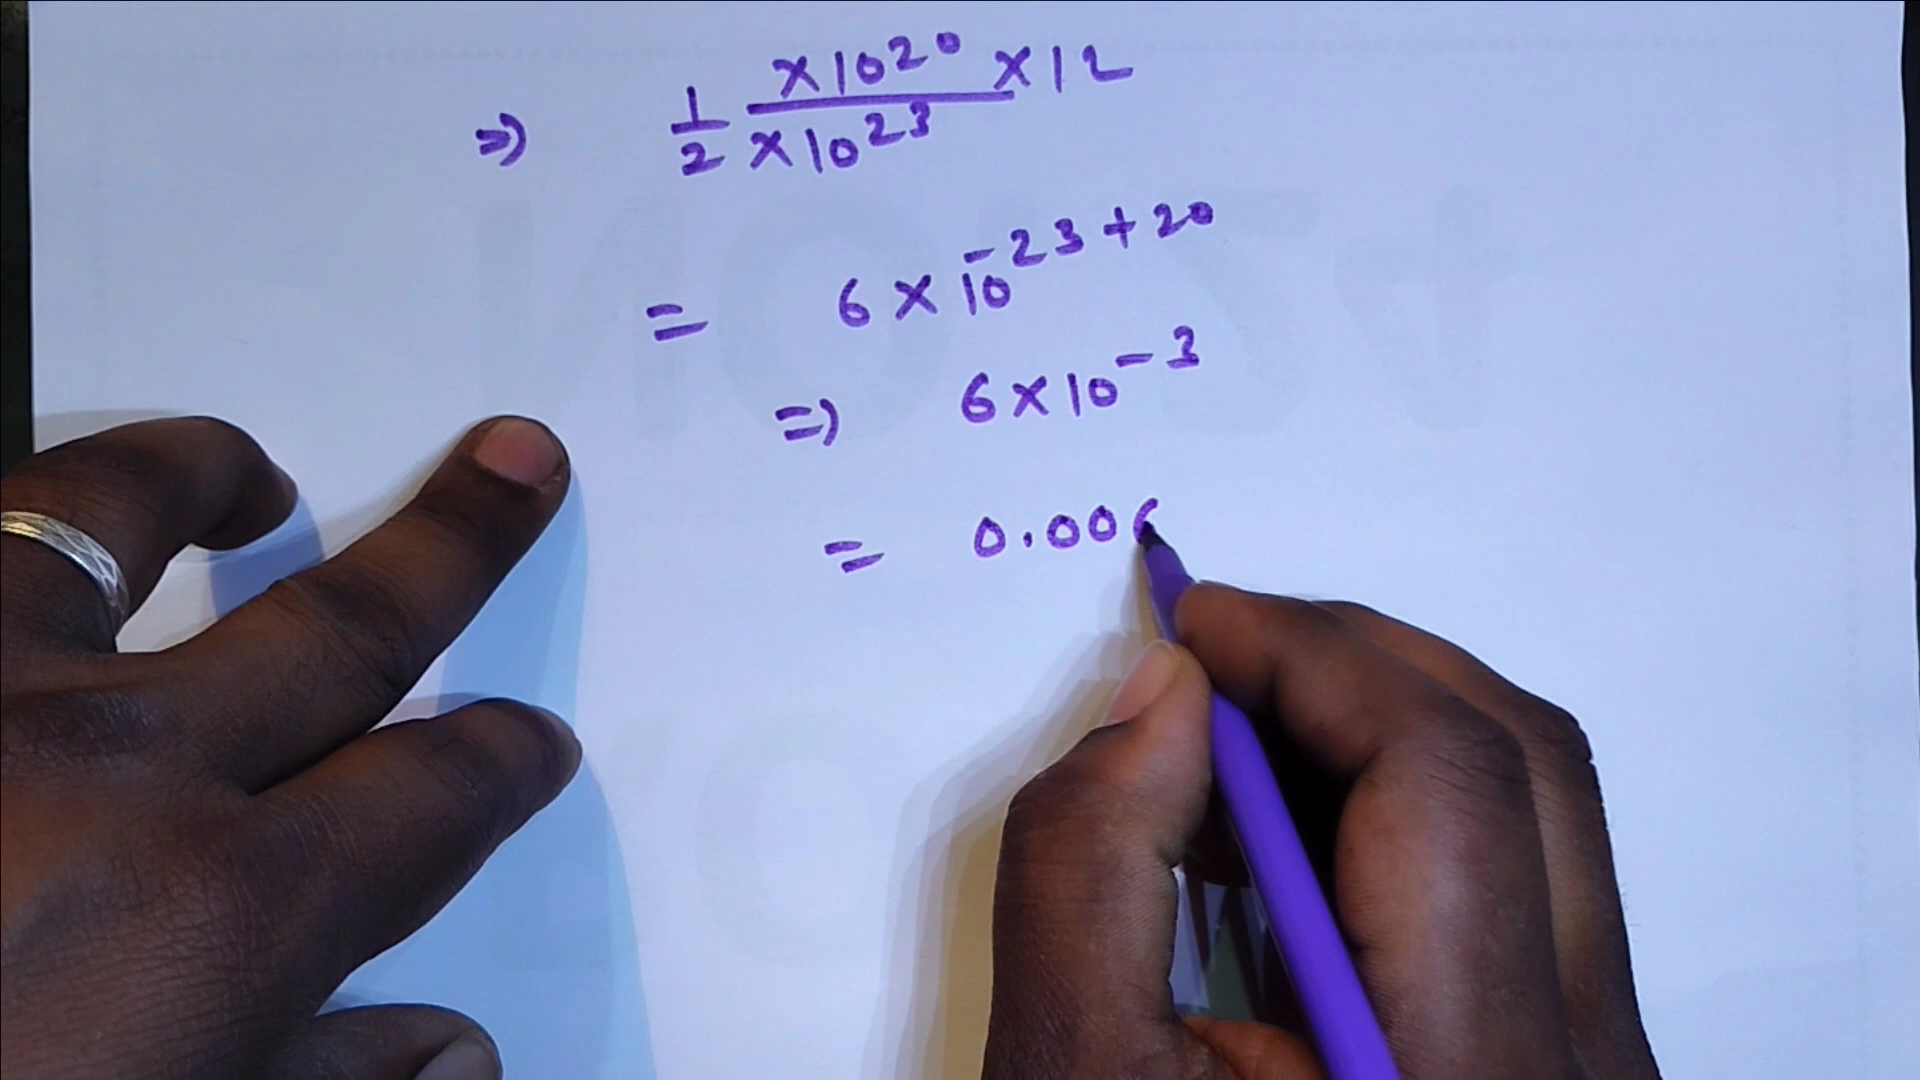 ⇒ 1/2 ×10²⁰/×10²³ ×12
= 6 × 10⁻²³⁺²⁰
⇒ 6×10⁻³
= 0.006